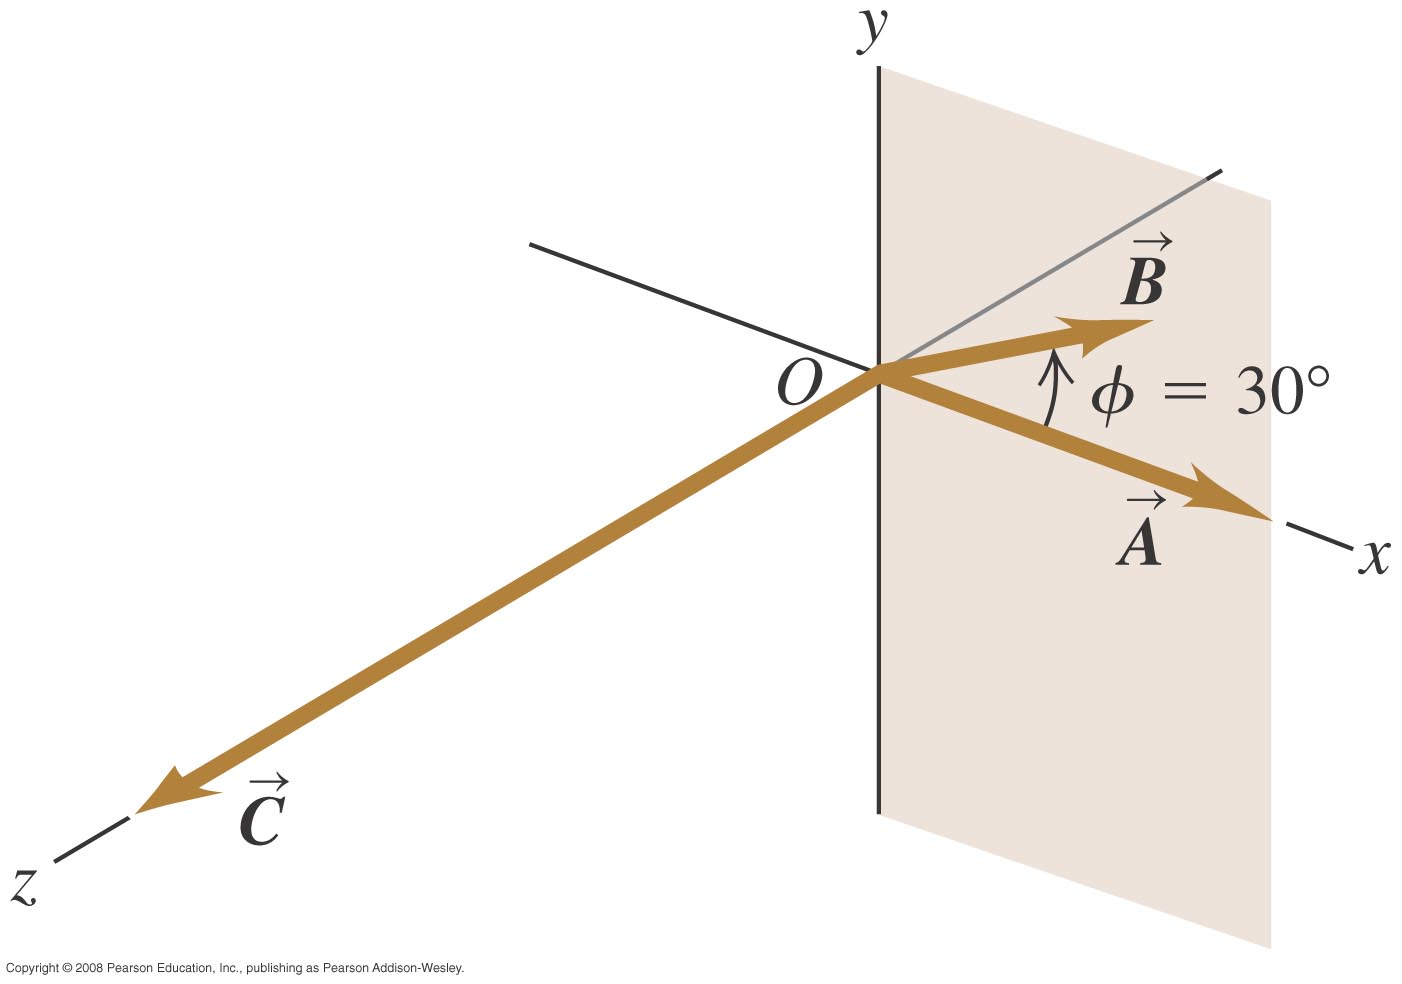 y
B⃗
O
ϕ = 30°
A⃗
x
C⃗
z
Copyright © 2008 Pearson Education, Inc., publishing as Pearson Addison-Wesley.